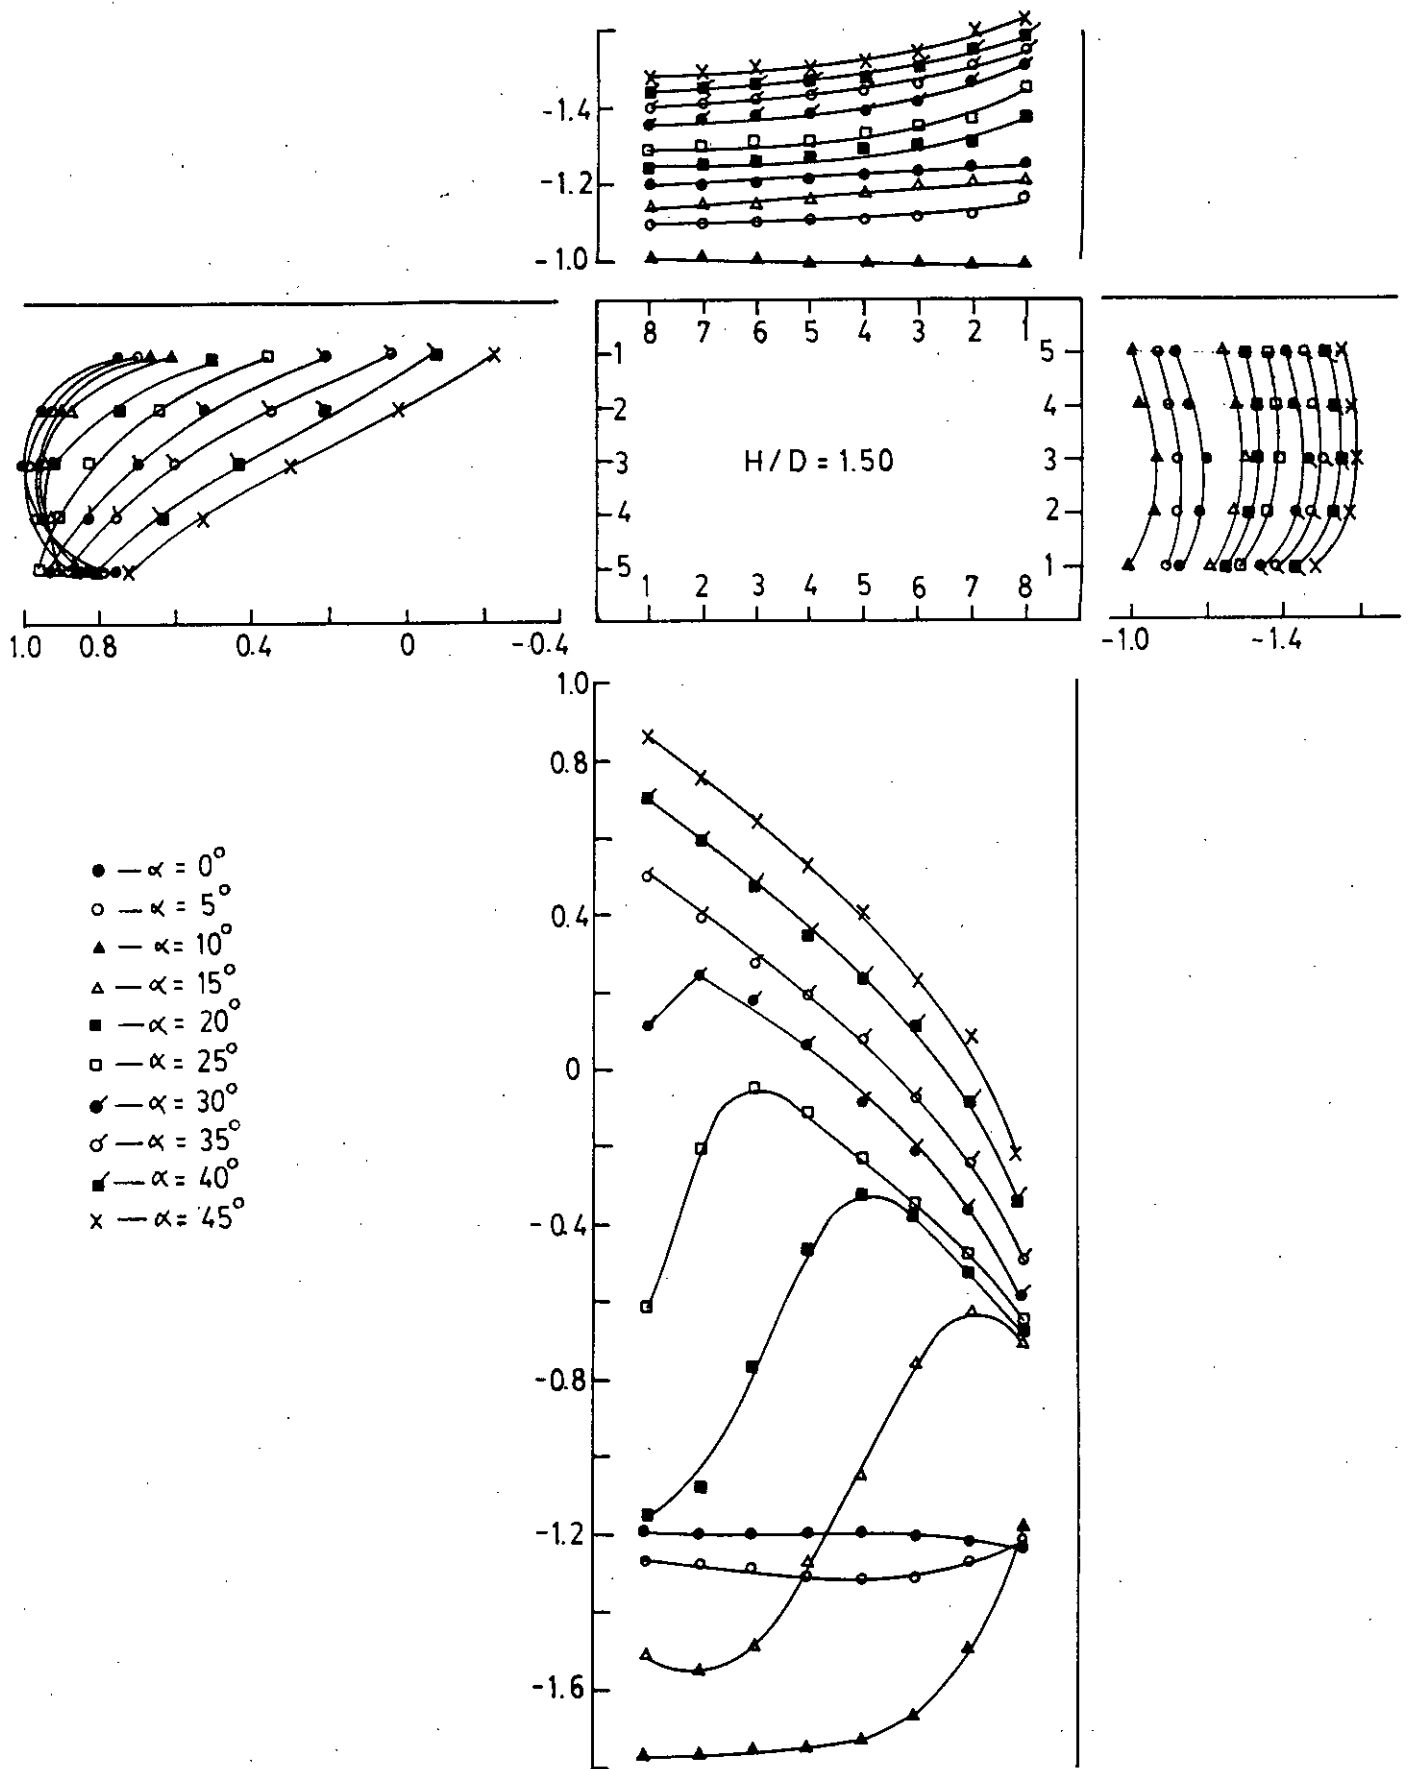 -1.4
-1.2
-1.0
8 7 6 5 4 3 2 1
1 2 3 4 5
5 4 3 2 1
H/D = 1.50
1 2 3 4 5 6 7 8
1.0 0.8 0.4 0 -0.4
-1.0 -1.4
1.0
0.8
0.4
0
-0.4
-0.8
-1.2
-1.6
● — α = 0°
○ — α = 5°
▲ — α = 10°
△ — α = 15°
■ — α = 20°
□ — α = 25°
● — α = 30°
○ — α = 35°
■ — α = 40°
× — α = 45°